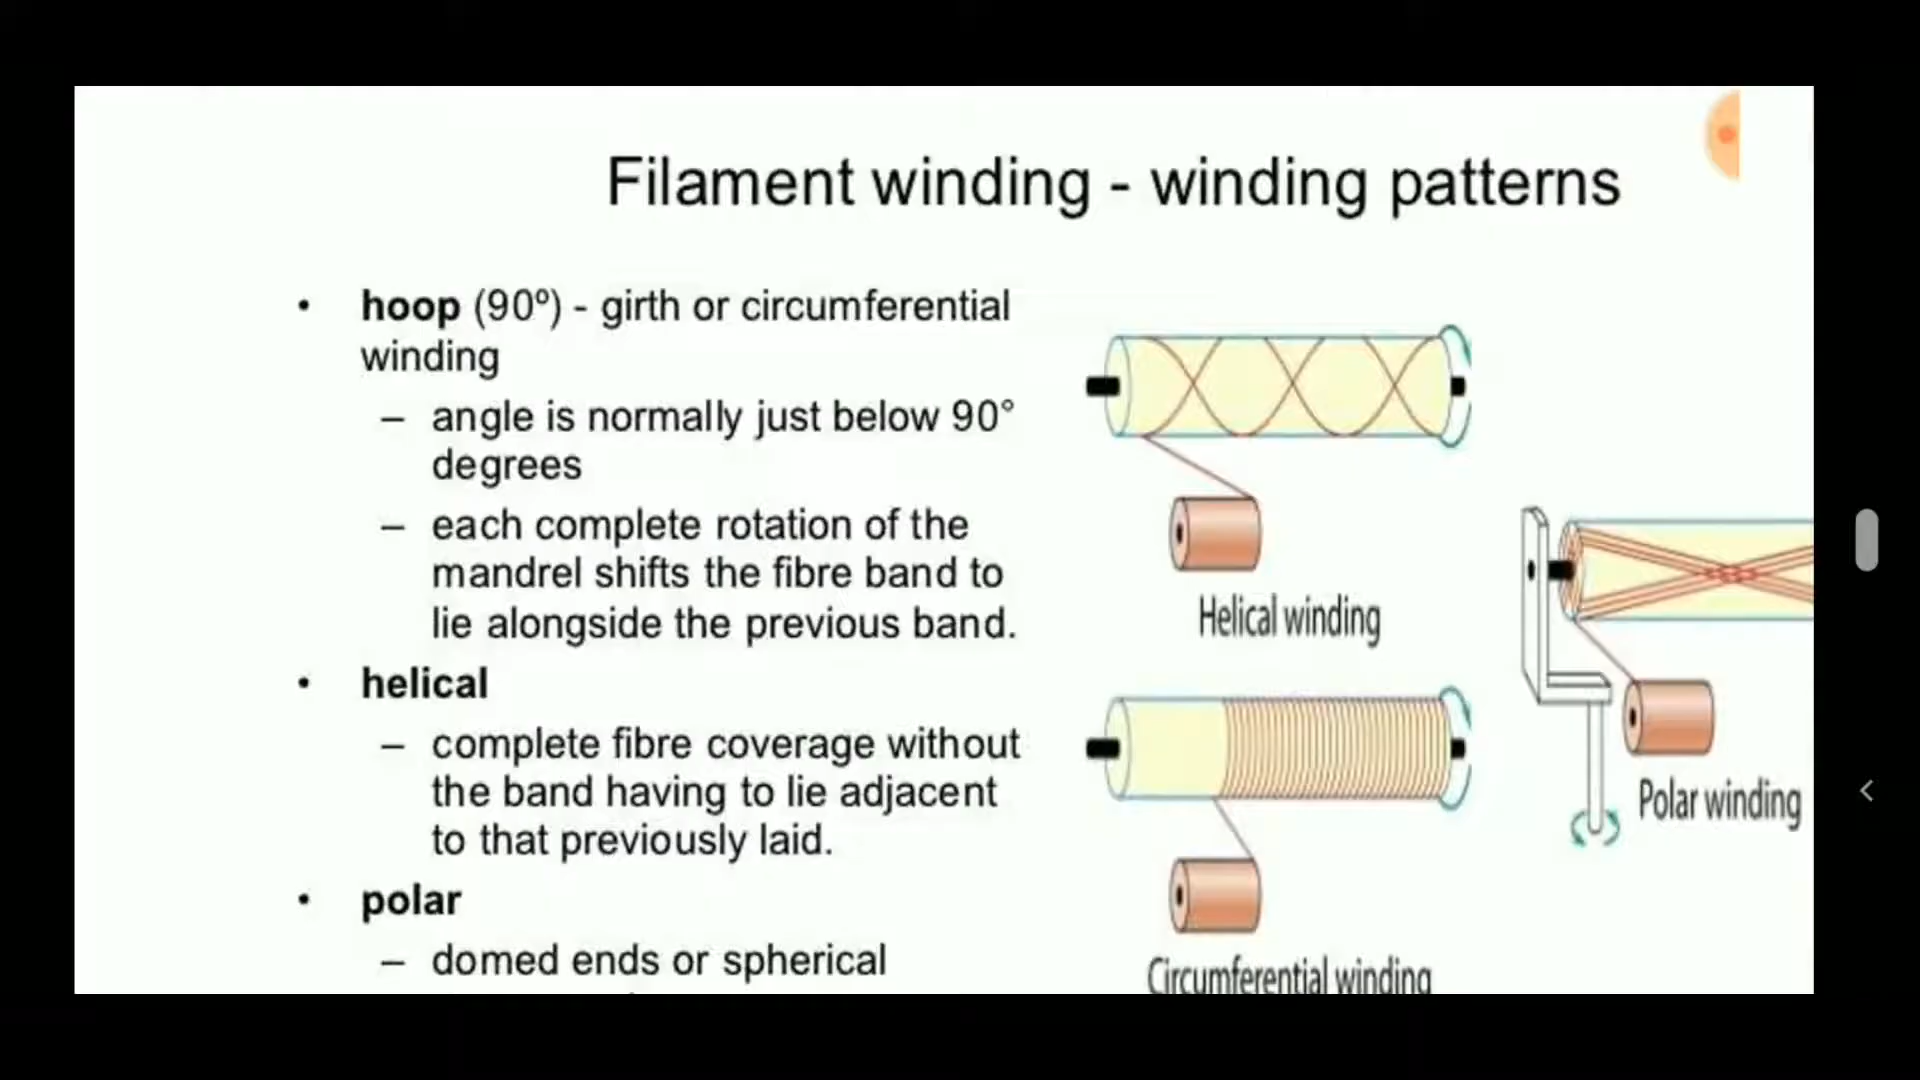 Filament winding - winding patterns
• hoop (90º) - girth or circumferential
winding
– angle is normally just below 90°
degrees
– each complete rotation of the
mandrel shifts the fibre band to
lie alongside the previous band.
• helical
– complete fibre coverage without
the band having to lie adjacent
to that previously laid.
• polar
– domed ends or spherical
Helical winding
Polar winding
Circumferential winding